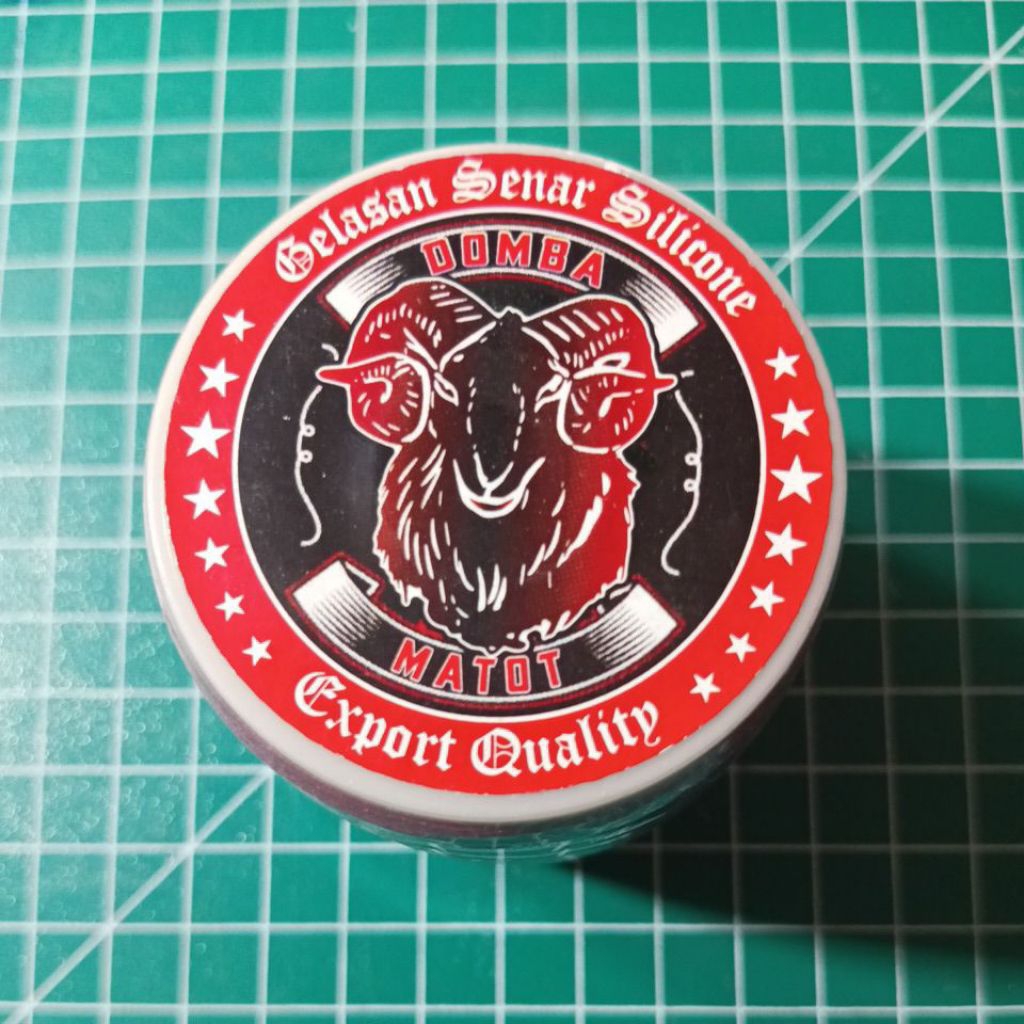 Gelasan Senar Silicone
DOMBA
MATOT
Export Quality